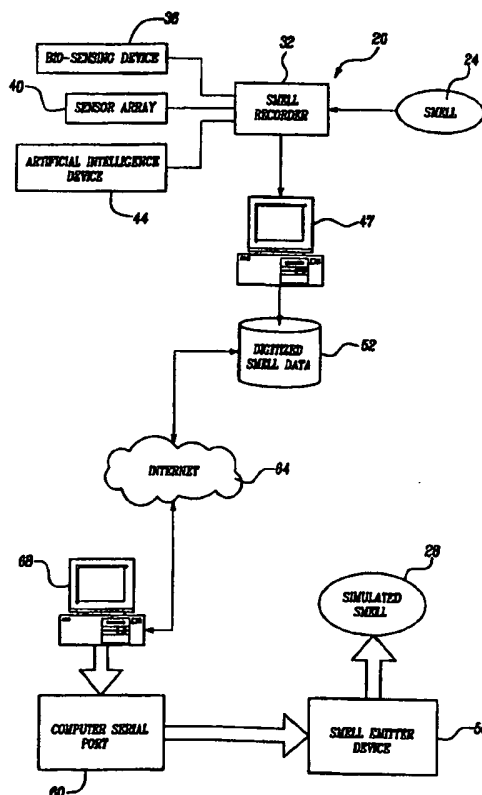 36
BIO-SENSING DEVICE
32
20
24
40
SENSOR ARRAY
SMELL
RECORDER
SMELL
ARTIFICIAL INTELLIGENCE
DEVICE
44
47
DIGITIZED
SMELL DATA
52
INTERNET
64
68
28
SIMULATED
SMELL
COMPUTER SERIAL
PORT
60
SMELL EMITTER
DEVICE